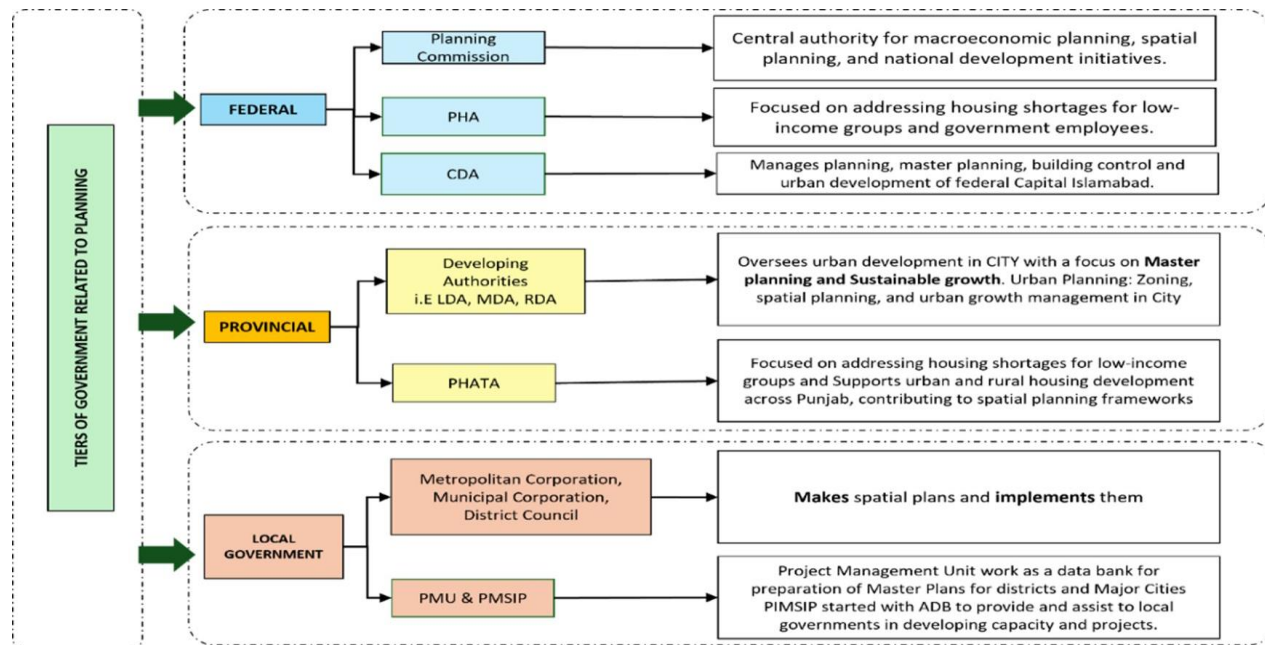 TIERS OF GOVERNMENT RELATED TO PLANNING
FEDERAL
Planning
Commission
Central authority for macroeconomic planning, spatial
planning, and national development initiatives.
PHA
Focused on addressing housing shortages for low-
income groups and government employees.
CDA
Manages planning, master planning, building control and
urban development of federal Capital Islamabad.
PROVINCIAL
Developing
Authorities
i.E LDA, MDA, RDA
Oversees urban development in CITY with a focus on Master
planning and Sustainable growth. Urban Planning: Zoning,
spatial planning, and urban growth management in City
PHATA
Focused on addressing housing shortages for low-income
groups and Supports urban and rural housing development
across Punjab, contributing to spatial planning frameworks
LOCAL
GOVERNMENT
Metropolitan Corporation,
Municipal Corporation,
District Council
Makes spatial plans and implements them
PMU & PMSIP
Project Management Unit work as a data bank for
preparation of Master Plans for districts and Major Cities
PIMSIP started with ADB to provide and assist to local
governments in developing capacity and projects.